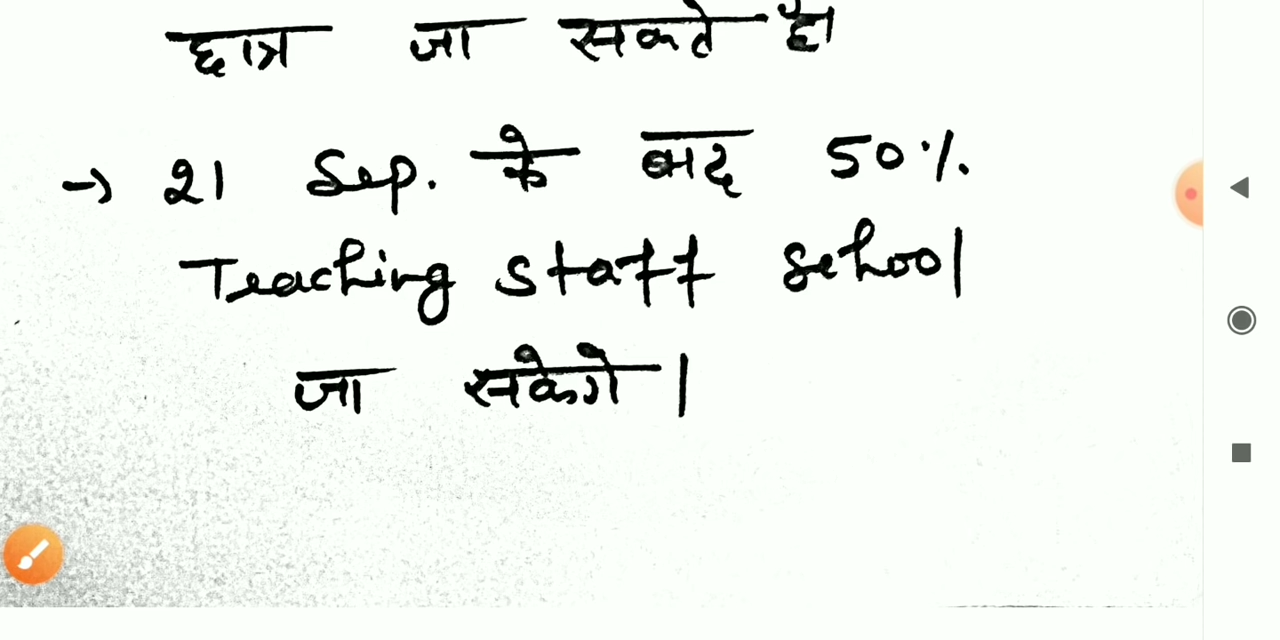 छात्र जा सकते हैं।
→ 21 Sep. के बाद 50%
Teaching staff school
जा सकेगे।